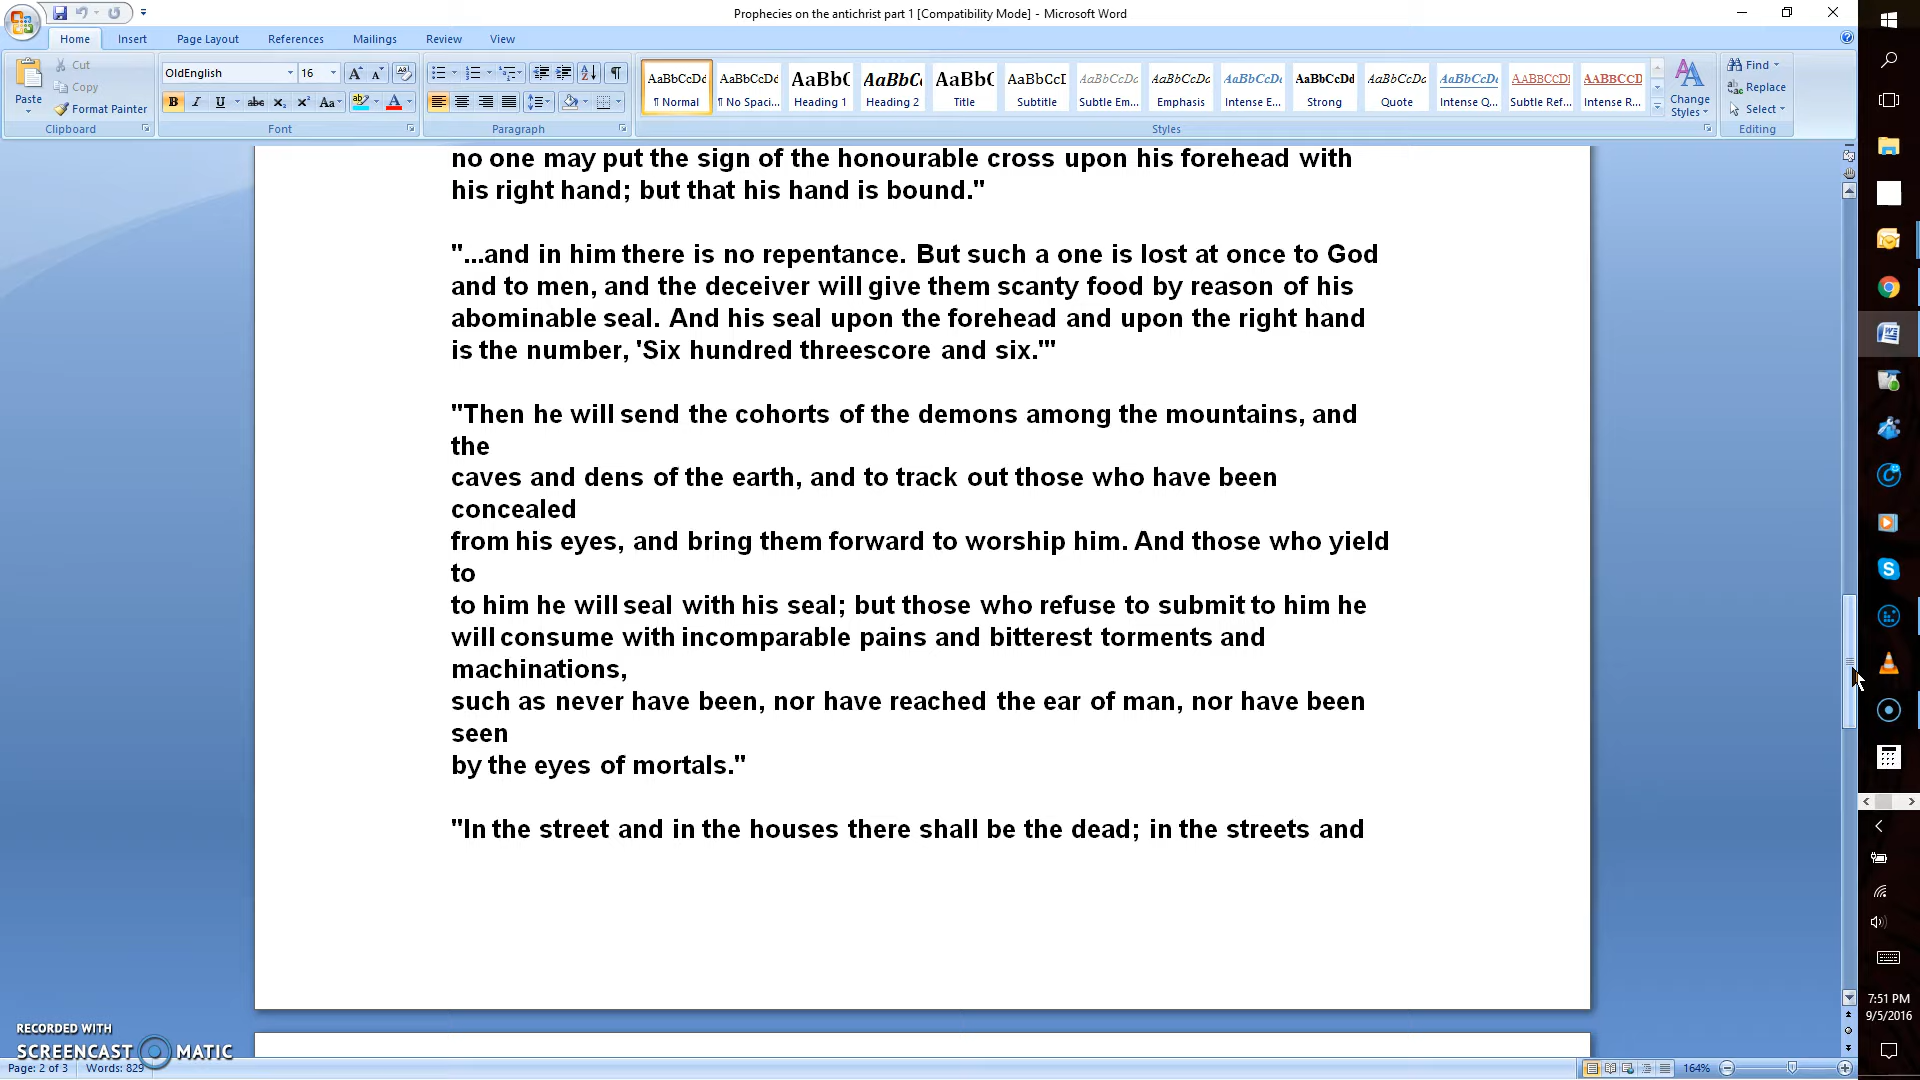 Prophecies on the antichrist part 1 [Compatibility Mode] - Microsoft Word
Home Insert Page Layout References Mailings Review View
Paste
Cut
Copy
Format Painter
Clipboard
OldEnglish 16
B I U abc X₂ X² Aa
Font
Paragraph
AaBbCcDc AaBbCcDc AaBbC AaBbC AaBbC AaBbCcI AaBbCcDc AaBbCcDc AaBbCcDc AaBbCcDd AaBbCcDc AaBbCcDc AABBCCDI AABBCCD
¶ Normal ¶ No Spaci... Heading 1 Heading 2 Title Subtitle Subtle Em... Emphasis Intense E... Strong Quote Intense Q... Subtle Ref... Intense R...
Change
Styles
Styles
Find
Replace
Select
Editing
no one may put the sign of the honourable cross upon his forehead with
his right hand; but that his hand is bound."
"...and in him there is no repentance. But such a one is lost at once to God
and to men, and the deceiver will give them scanty food by reason of his
abominable seal. And his seal upon the forehead and upon the right hand
is the number, 'Six hundred threescore and six.'"
"Then he will send the cohorts of the demons among the mountains, and
the
caves and dens of the earth, and to track out those who have been
concealed
from his eyes, and bring them forward to worship him. And those who yield
to
to him he will seal with his seal; but those who refuse to submit to him he
will consume with incomparable pains and bitterest torments and
machinations,
such as never have been, nor have reached the ear of man, nor have been
seen
by the eyes of mortals."
"In the street and in the houses there shall be the dead; in the streets and
7:51 PM
9/5/2016
RECORDED WITH
SCREENCAST MATIC
Page: 2 of 3 Words: 829
164%